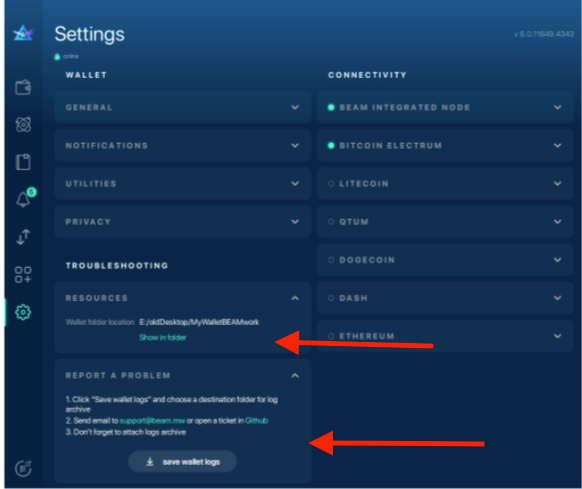 Settings
v 6.0.11649.4343
online
WALLET
GENERAL
NOTIFICATIONS
UTILITIES
PRIVACY
TROUBLESHOOTING
RESOURCES
Wallet folder location E:/oldDesktop/MyWalletBEAMwork
Show in folder
REPORT A PROBLEM
1. Click "Save wallet logs" and choose a destination folder for log
archive
2. Send email to support@beam.mw or open a ticket in Github
3. Don't forget to attach logs archive
save wallet logs
CONNECTIVITY
BEAM INTEGRATED NODE
BITCOIN ELECTRUM
LITECOIN
QTUM
DOGECOIN
DASH
ETHEREUM